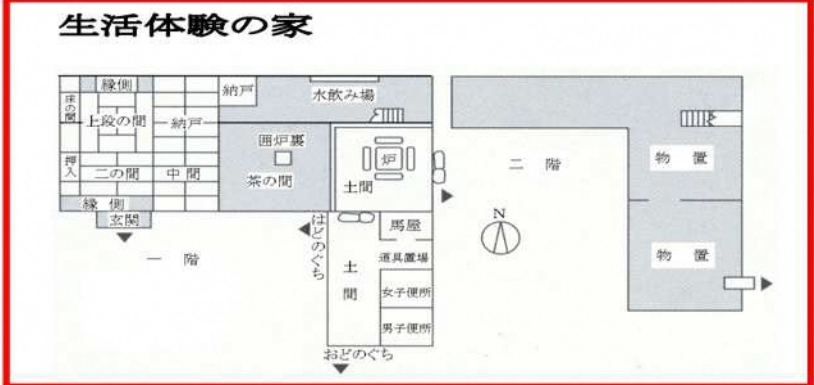 生活体験の家
縁側
納戸
水飲み場
床の間
上段の間
納戸
囲炉裏
炉
押入
二の間
中間
茶の間
土間
縁側
玄関
一階
はどのぐち
馬屋
土間
道具置場
女子便所
男子便所
おどのぐち
二階
N
物置
物置